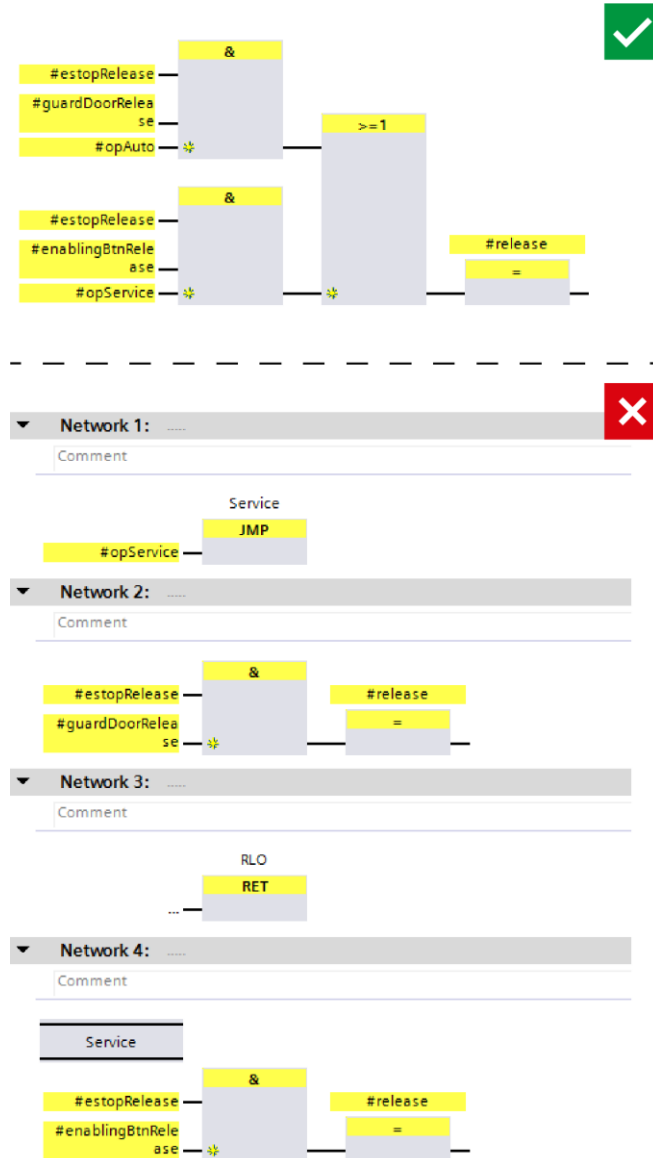 &
#estopRelease
#guardDoorRelea
se
>=1
#opAuto
&
#estopRelease
#release
#enablingBtnRele
ase
=
#opService
Network 1: .....
Comment
Service
JMP
#opService
Network 2: .....
Comment
&
#estopRelease
#release
#guardDoorRelea
=
se
Network 3: .....
Comment
RLO
RET
...
Network 4: .....
Comment
Service
&
#estopRelease
#release
#enablingBtnRele
=
ase